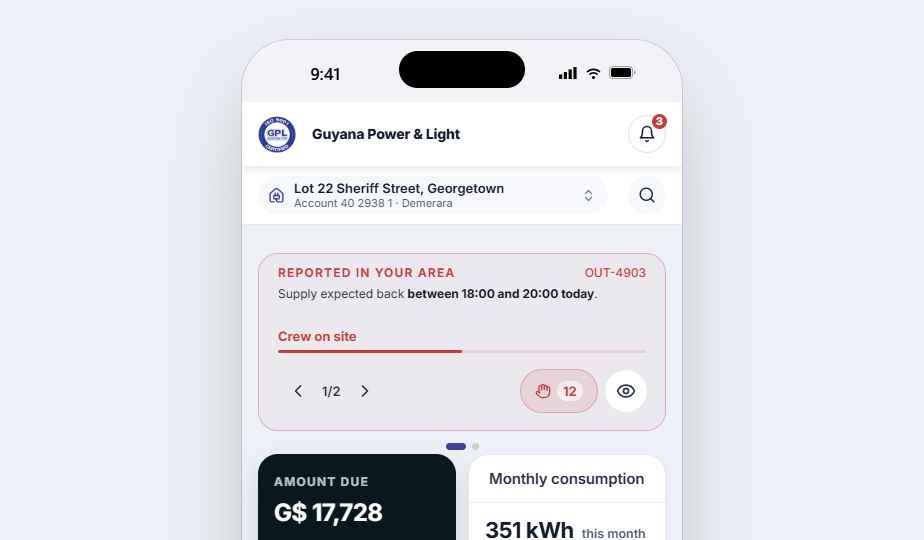 9:41
GPL
Guyana Power & Light
3
Lot 22 Sheriff Street, Georgetown
Account 40 2938 1 · Demerara
REPORTED IN YOUR AREA OUT-4903
Supply expected back between 18:00 and 20:00 today.
Crew on site
1/2 12
AMOUNT DUE
G$ 17,728
Monthly consumption
351 kWh this month